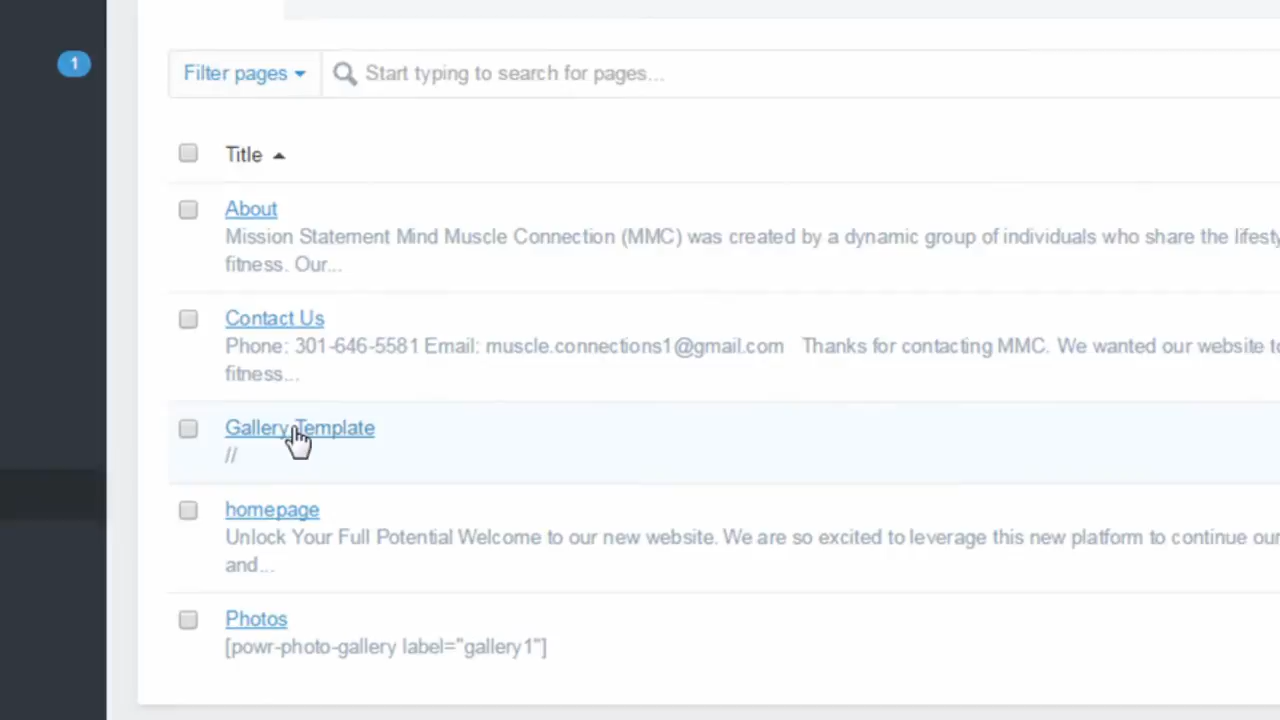 1
Filter pages
Start typing to search for pages...
Title
About
Mission Statement Mind Muscle Connection (MMC) was created by a dynamic group of individuals who share the lifesty
fitness. Our...
Contact Us
Phone: 301-646-5581 Email: muscle.connections1@gmail.com Thanks for contacting MMC. We wanted our website to
fitness...
Gallery Template
//
homepage
Unlock Your Full Potential Welcome to our new website. We are so excited to leverage this new platform to continue our
and...
Photos
[powr-photo-gallery label="gallery1"]